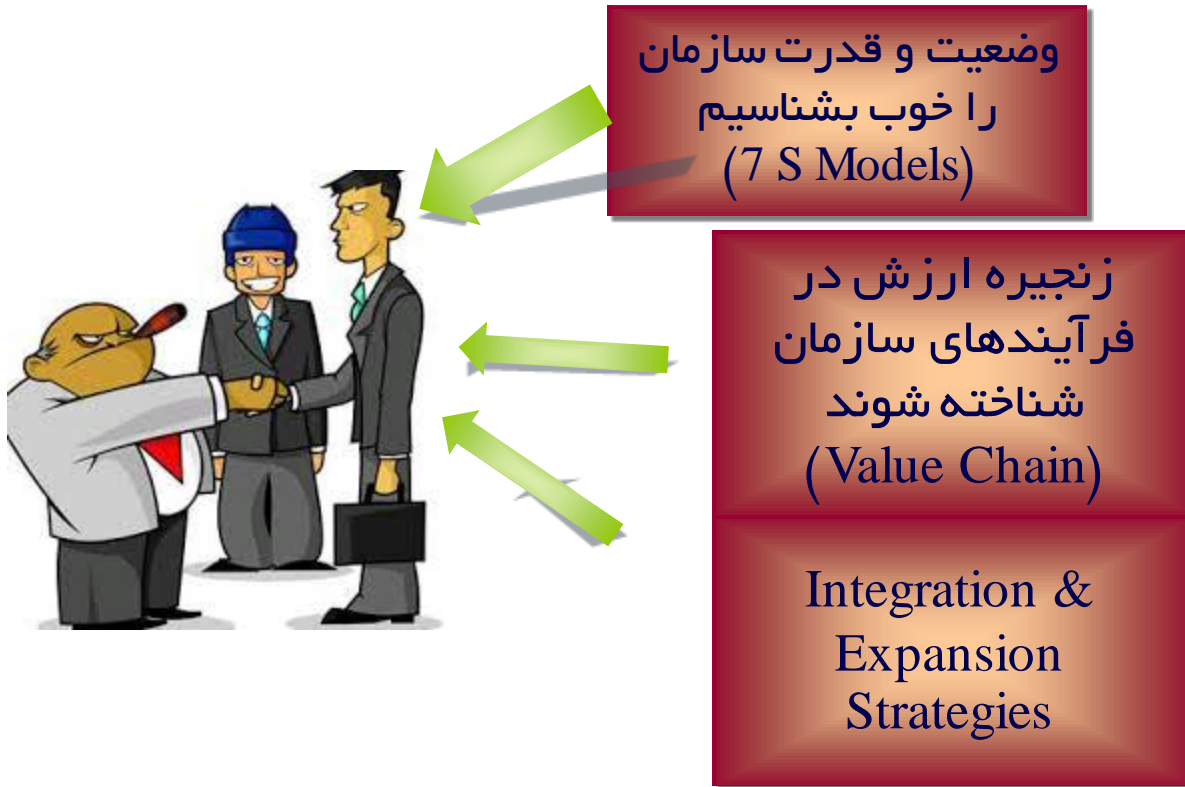 وضعیت و قدرت سازمان
را خوب بشناسیم
(7 S Models)
زنجیره ارزش در
فرآیندهای سازمان
شناخته شوند
(Value Chain)
Integration &
Expansion
Strategies